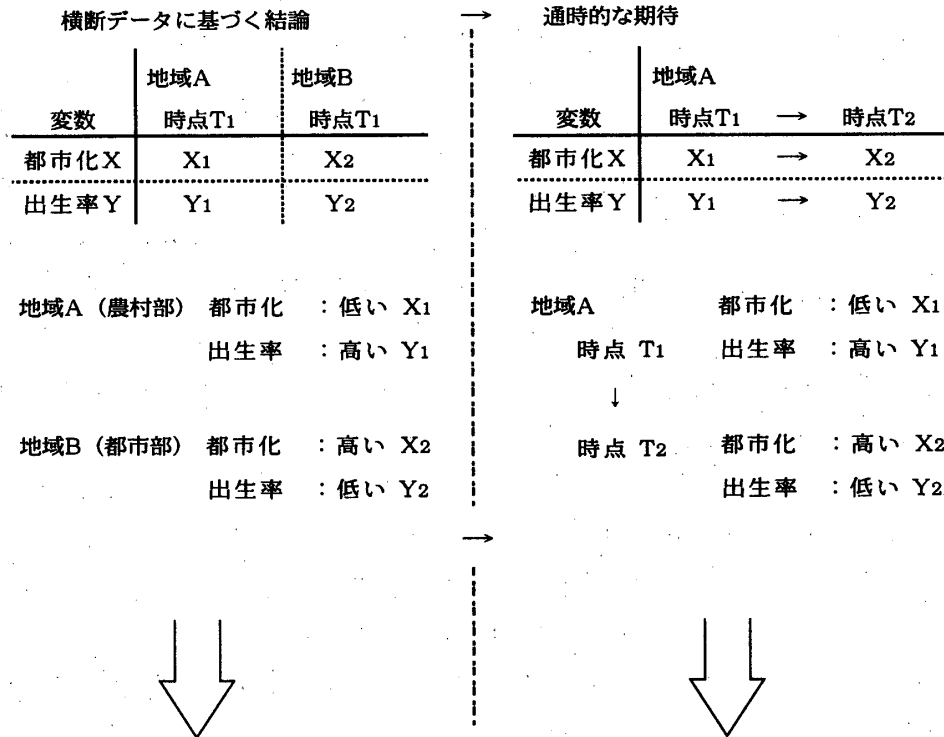 横断データに基づく結論 → 通時的な期待
地域A 地域B
変数 時点T1 時点T1
都市化X X1 X2
出生率Y Y1 Y2
地域A
変数 時点T1 → 時点T2
都市化X X1 → X2
出生率Y Y1 → Y2
地域A（農村部） 都市化 ：低い X1
出生率 ：高い Y1
地域B（都市部） 都市化 ：高い X2
出生率 ：低い Y2
→
地域A 都市化 ：低い X1
時点 T1 出生率 ：高い Y1
↓
時点 T2 都市化 ：高い X2
出生率 ：低い Y2